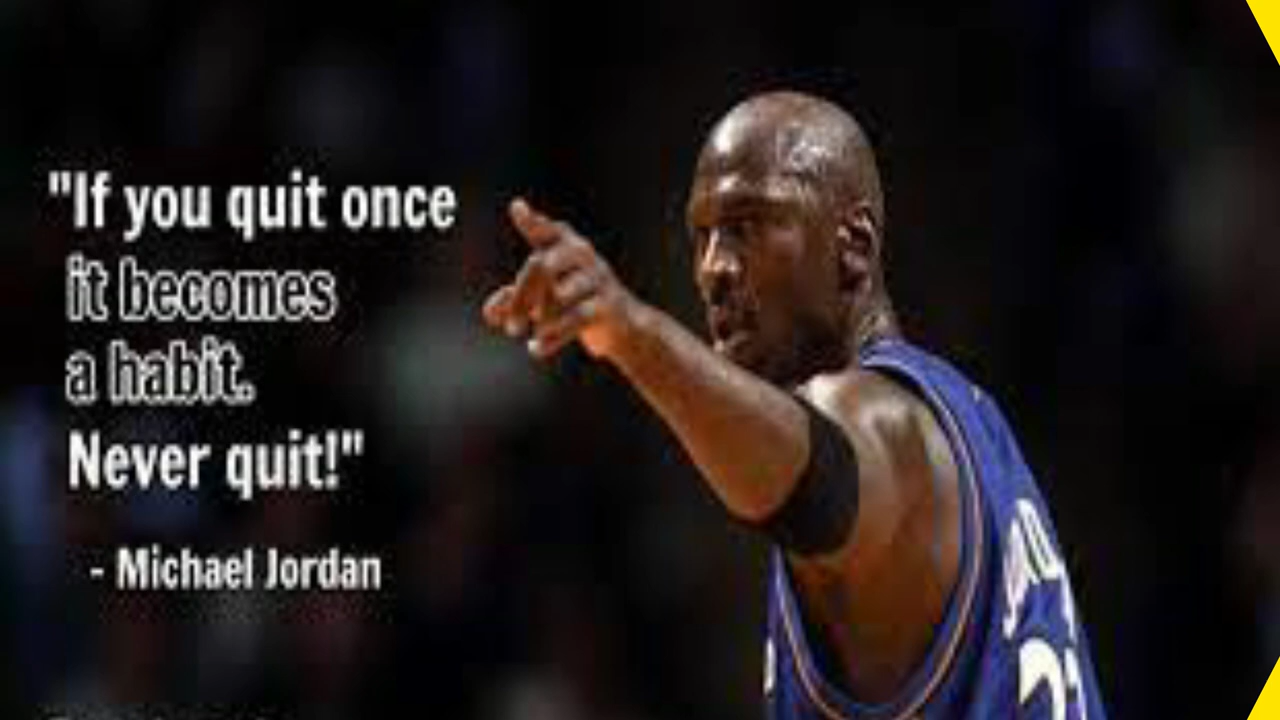 "If you quit once
it becomes
a habit.
Never quit!"
- Michael Jordan